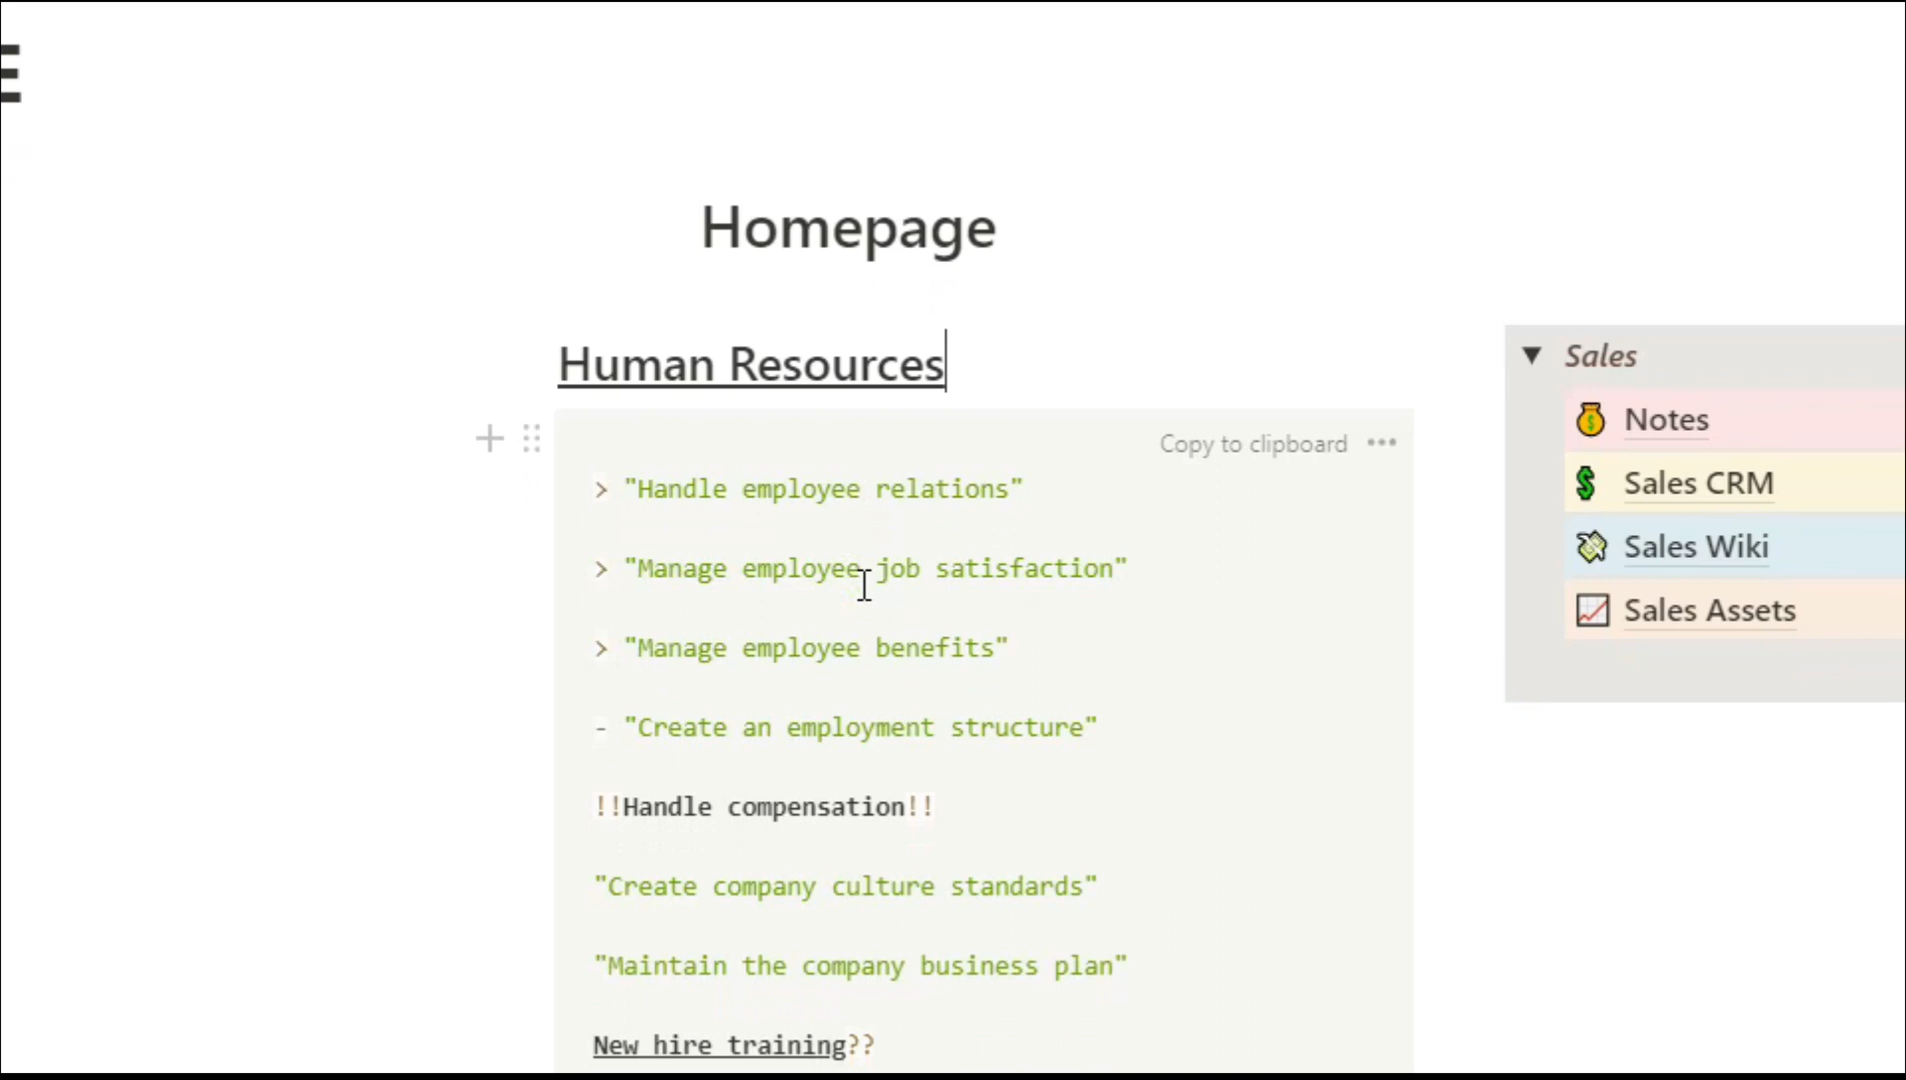 E
Homepage
Human Resources
Copy to clipboard
> "Handle employee relations"
> "Manage employee job satisfaction"
> "Manage employee benefits"
- "Create an employment structure"
!!Handle compensation!!
"Create company culture standards"
"Maintain the company business plan"
New hire training??
Sales
Notes
Sales CRM
Sales Wiki
Sales Assets